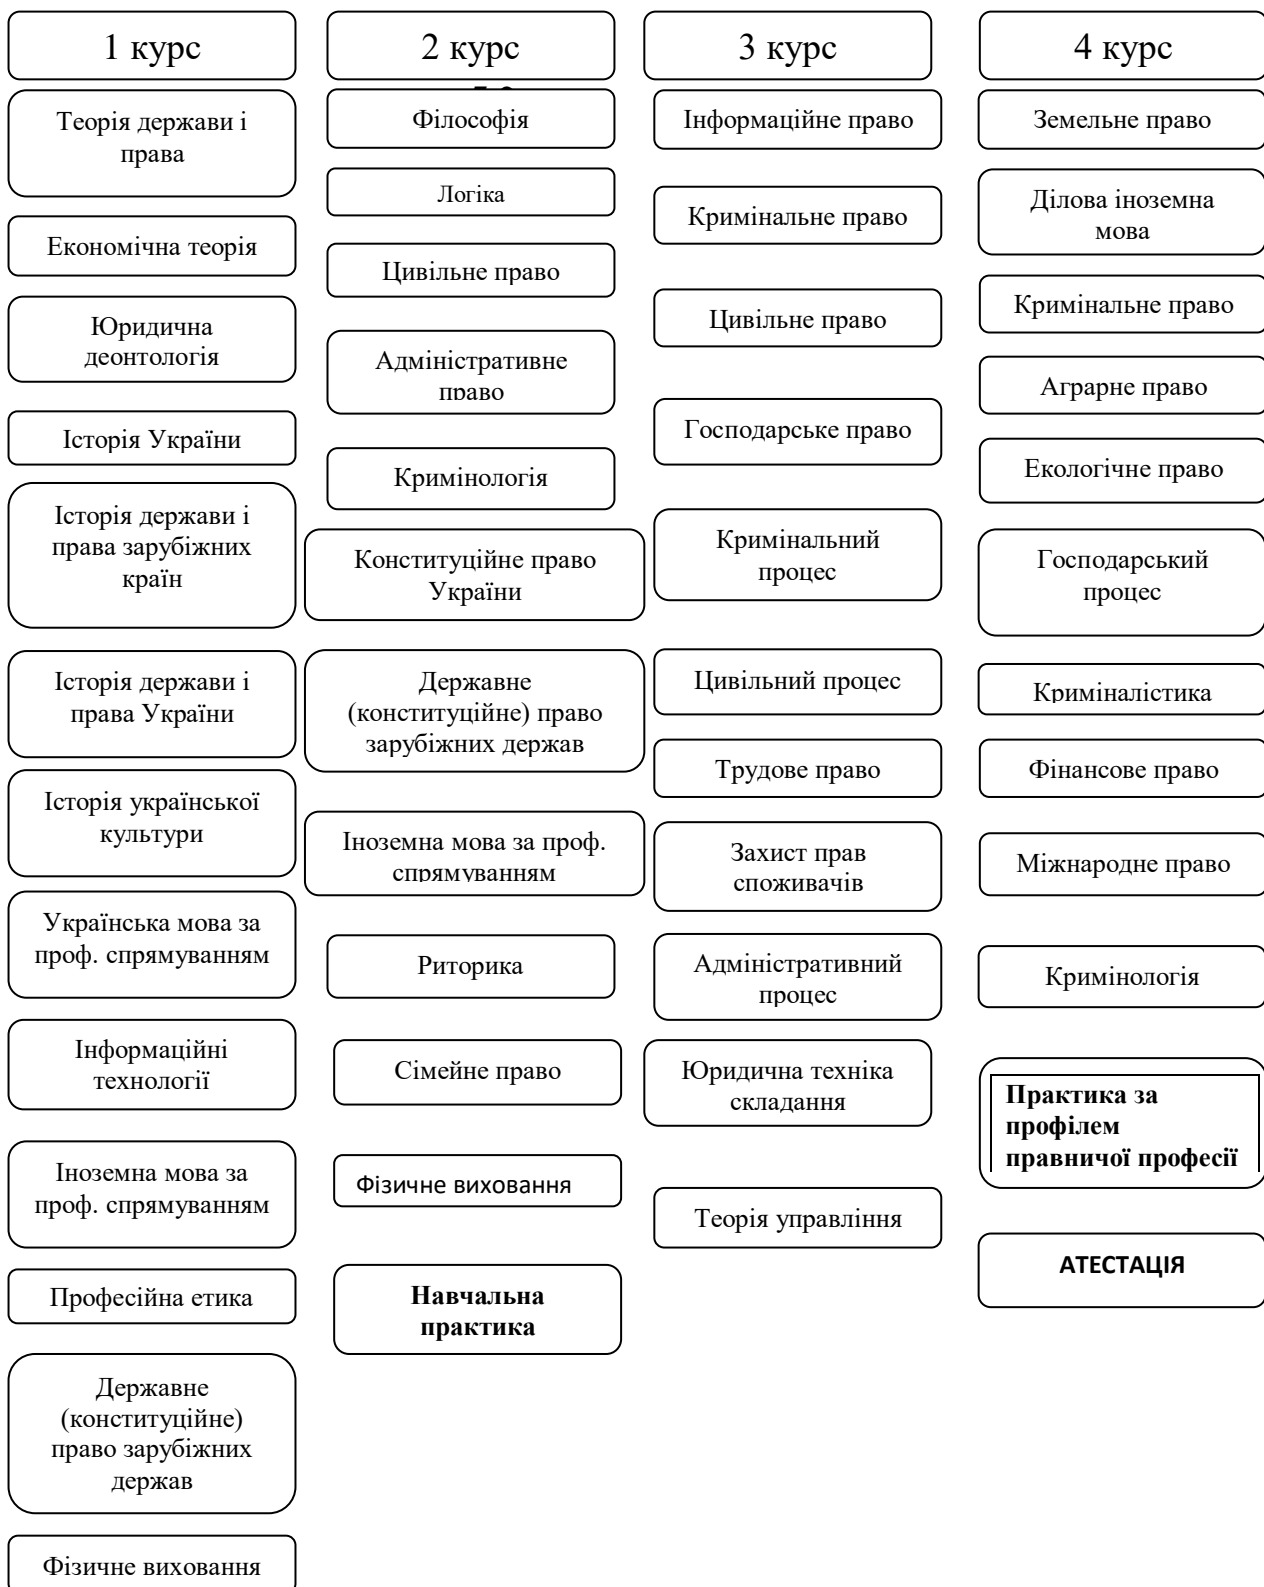 1 курс
Теорія держави і
права
Економічна теорія
Юридична
деонтологія
Історія України
Історія держави і
права зарубіжних
країн
Історія держави і
права України
Історія української
культури
Українська мова за
проф. спрямуванням
Інформаційні
технології
Іноземна мова за
проф. спрямуванням
Професійна етика
Державне
(конституційне)
право зарубіжних
держав
Фізичне виховання
2 курс
Філософія
Логіка
Цивільне право
Адміністративне
право
Кримінологія
Конституційне право
України
Державне
(конституційне) право
зарубіжних держав
Іноземна мова за проф.
спрямуванням
Риторика
Сімейне право
Фізичне виховання
Навчальна
практика
3 курс
Інформаційне право
Кримінальне право
Цивільне право
Господарське право
Кримінальний
процес
Цивільний процес
Трудове право
Захист прав
споживачів
Адміністративний
процес
Юридична техніка
складання
Теорія управління
4 курс
Земельне право
Ділова іноземна
мова
Кримінальне право
Аграрне право
Екологічне право
Господарський
процес
Криміналістика
Фінансове право
Міжнародне право
Кримінологія
Практика за
профілем
правничої професії
АТЕСТАЦІЯ